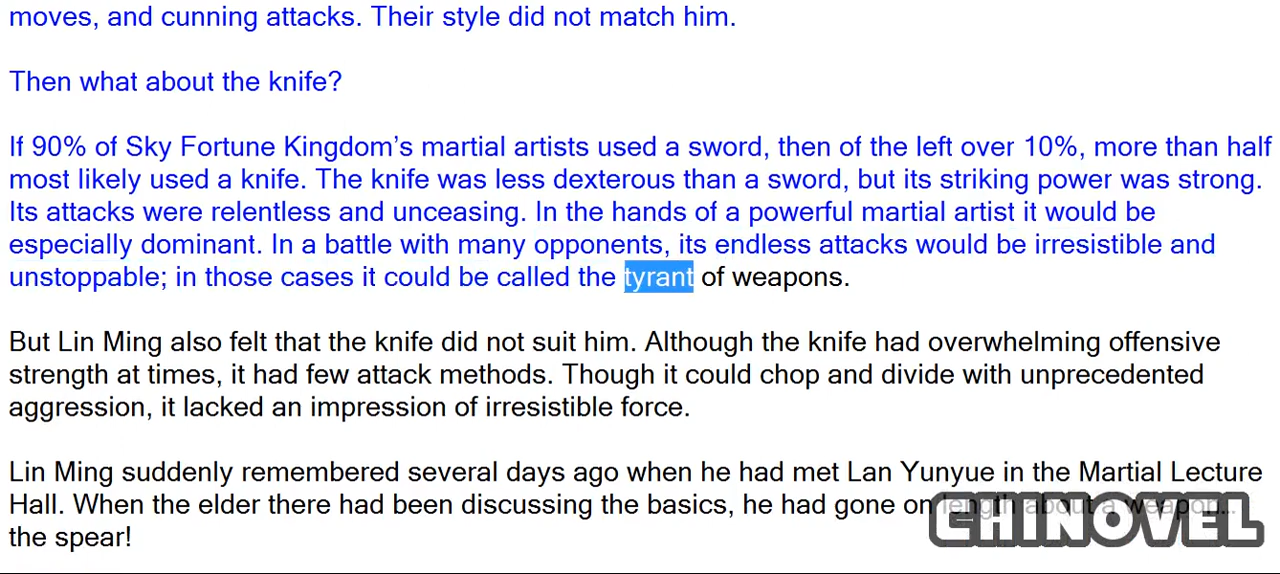 moves, and cunning attacks. Their style did not match him.
Then what about the knife?
If 90% of Sky Fortune Kingdom’s martial artists used a sword, then of the left over 10%, more than half
most likely used a knife. The knife was less dexterous than a sword, but its striking power was strong.
Its attacks were relentless and unceasing. In the hands of a powerful martial artist it would be
especially dominant. In a battle with many opponents, its endless attacks would be irresistible and
unstoppable; in those cases it could be called the tyrant of weapons.
But Lin Ming also felt that the knife did not suit him. Although the knife had overwhelming offensive
strength at times, it had few attack methods. Though it could chop and divide with unprecedented
aggression, it lacked an impression of irresistible force.
Lin Ming suddenly remembered several days ago when he had met Lan Yunyue in the Martial Lecture
Hall. When the elder there had been discussing the basics, he had gone on length about a weapon...
the spear!
CHINOVEL